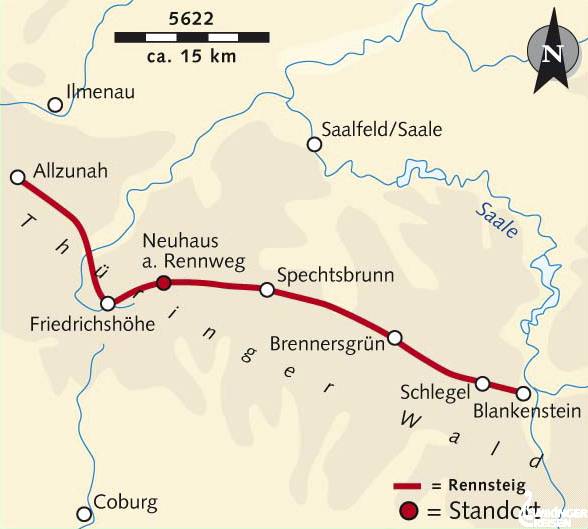 5622
ca. 15 km
N
Ilmenau
Saalfeld/Saale
Allzunah
Saale
Neuhaus
a. Rennweg
Spechtsbrunn
Friedrichshöhe
Thüringer Wald
Brennersgrün
Schlegel
Blankenstein
Coburg
= Rennsteig
= Standort